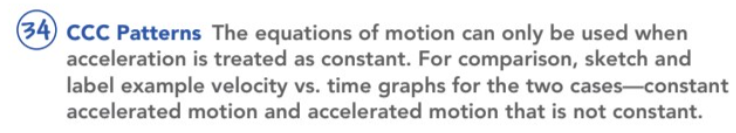 34 CCC Patterns The equations of motion can only be used when
acceleration is treated as constant. For comparison, sketch and
label example velocity vs. time graphs for the two cases—constant
accelerated motion and accelerated motion that is not constant.